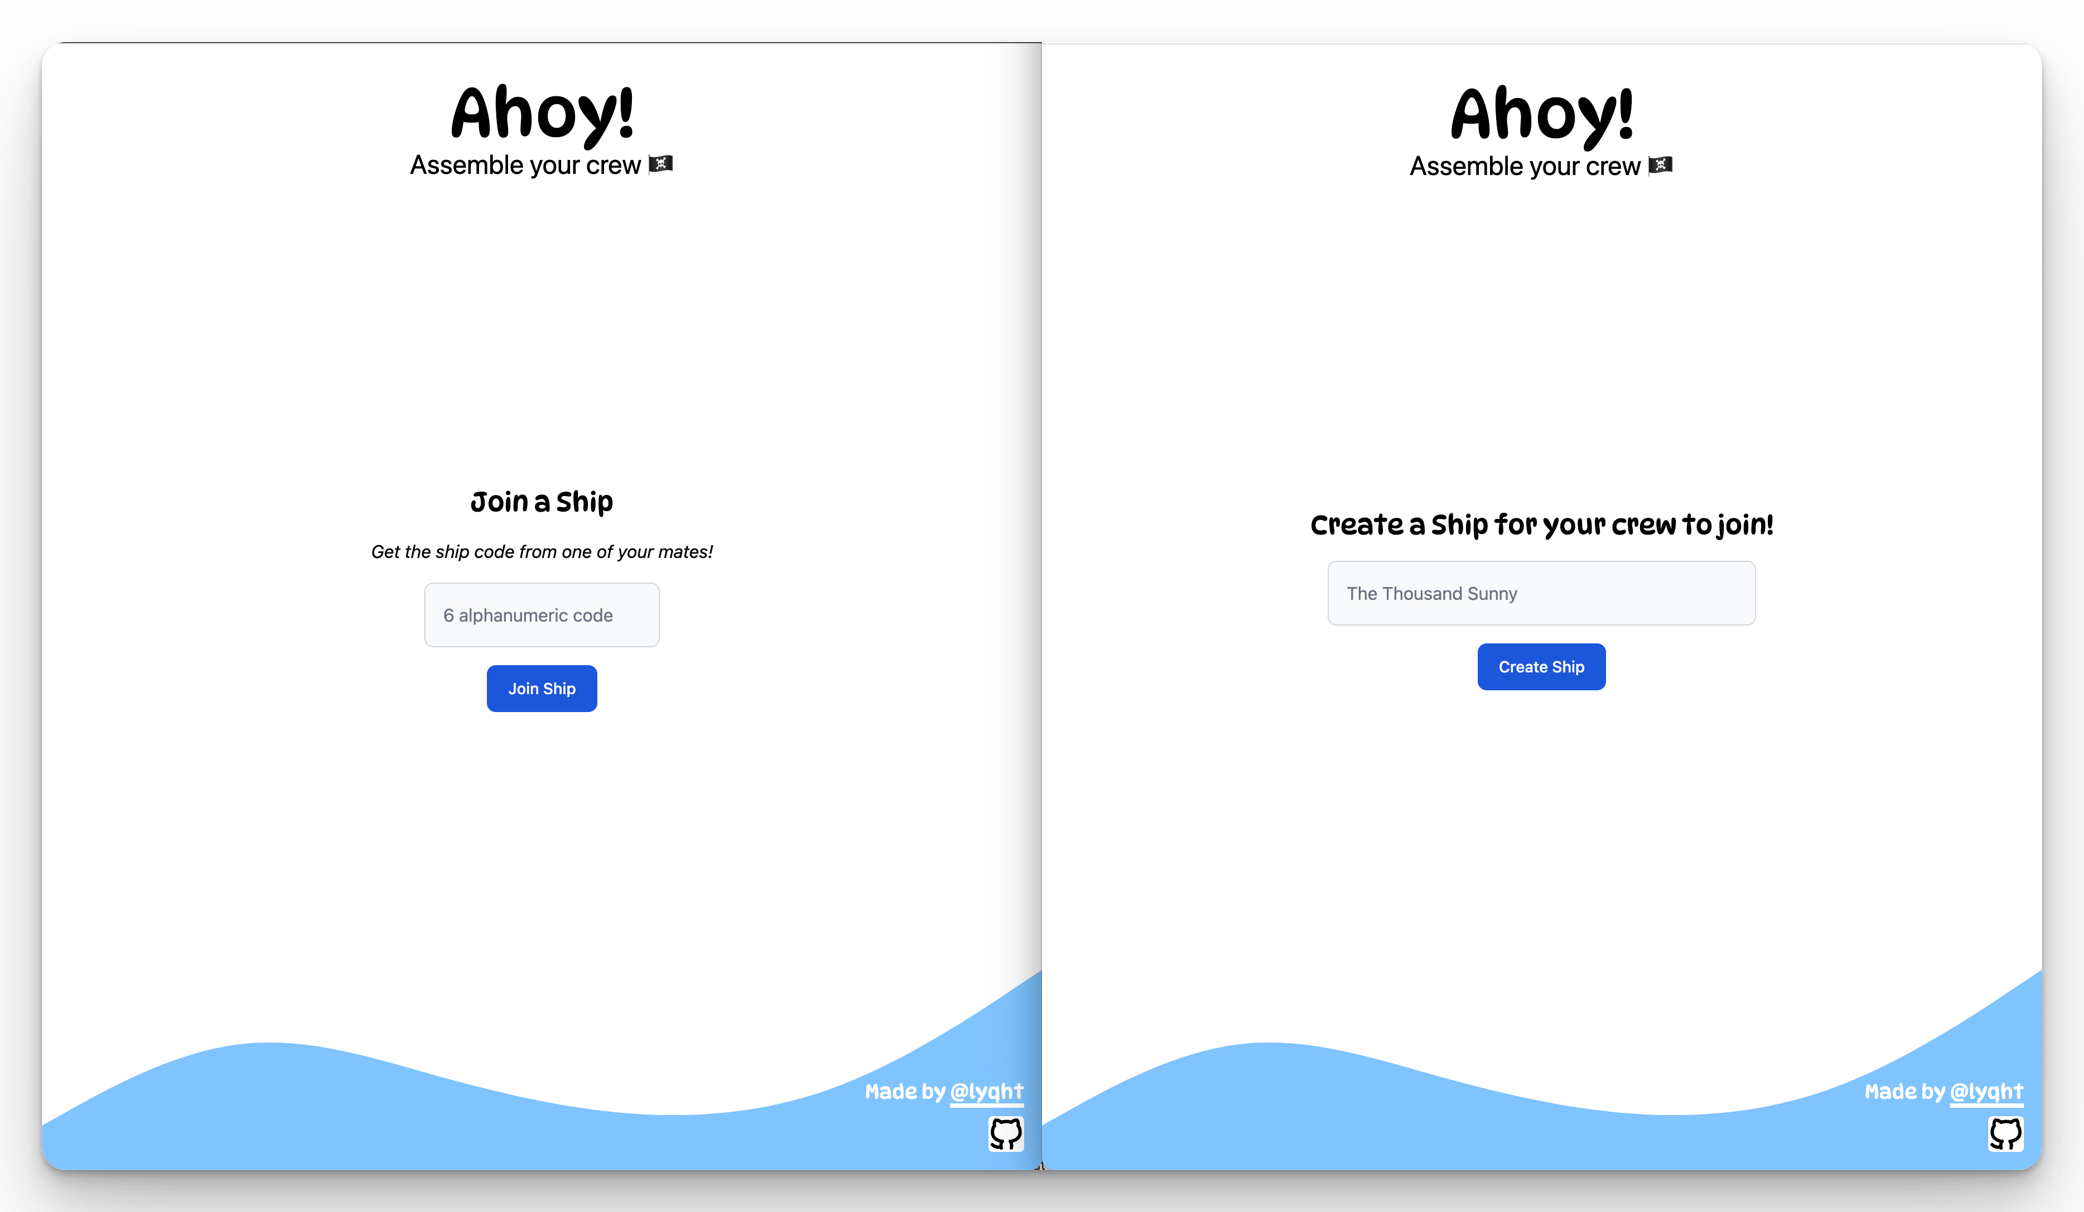 Ahoy!
Assemble your crew 🏴‍☠️
Join a Ship
Get the ship code from one of your mates!
6 alphanumeric code
Join Ship
Made by @lyqht
Ahoy!
Assemble your crew 🏴‍☠️
Create a Ship for your crew to join!
The Thousand Sunny
Create Ship
Made by @lyqht